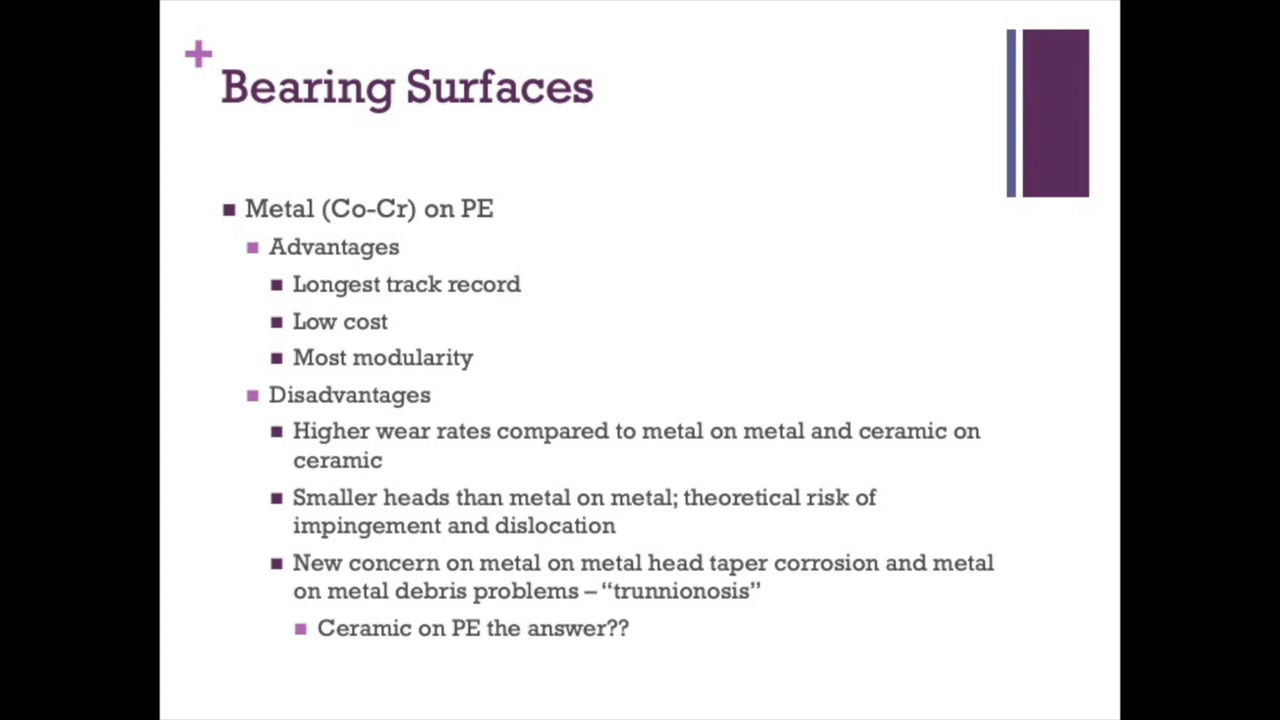 +
Bearing Surfaces
Metal (Co-Cr) on PE
Advantages
Longest track record
Low cost
Most modularity
Disadvantages
Higher wear rates compared to metal on metal and ceramic on
ceramic
Smaller heads than metal on metal; theoretical risk of
impingement and dislocation
New concern on metal on metal head taper corrosion and metal
on metal debris problems – “trunnionosis”
Ceramic on PE the answer??